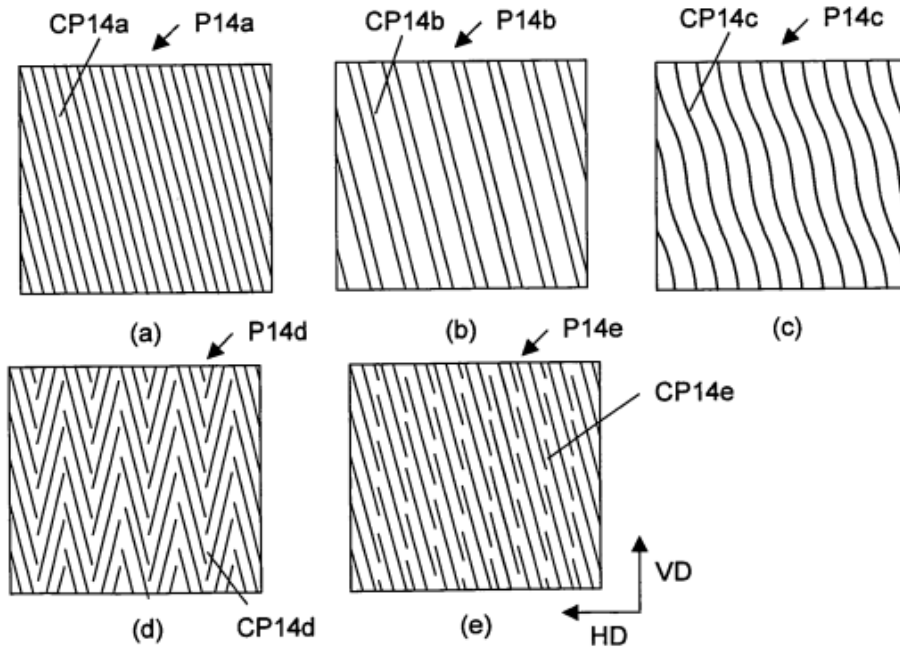 CP14a P14a CP14b P14b CP14c P14c
(a) (b) (c)
P14d P14e
CP14e
VD
HD
(d) CP14d (e)